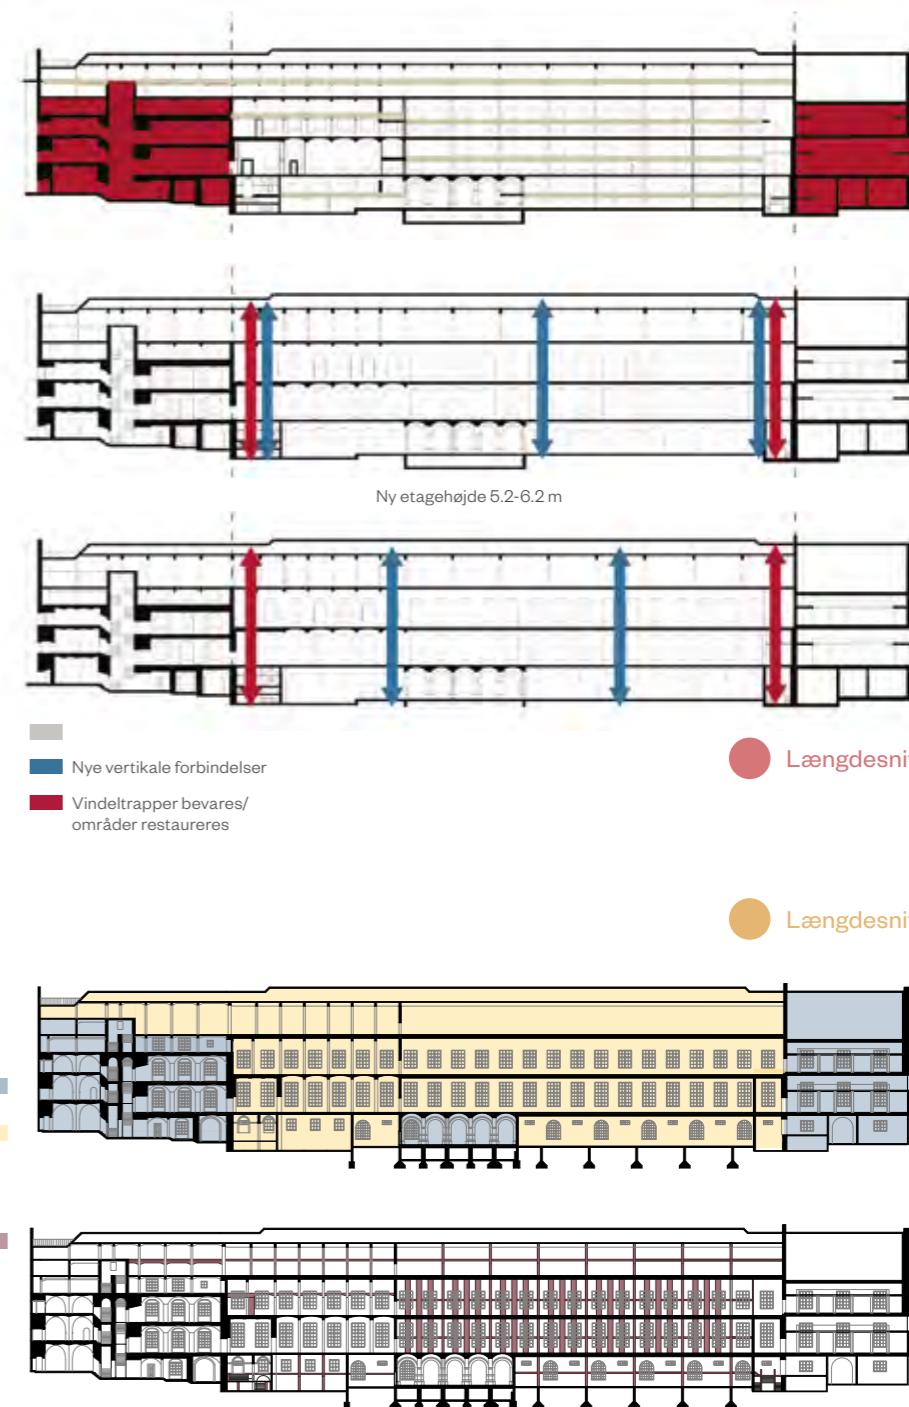 Ny etagehøjde 5.2-6.2 m
Nye vertikale forbindelser
Vindeltrapper bevares/
områder restaureres
Længdesni
Længdesni